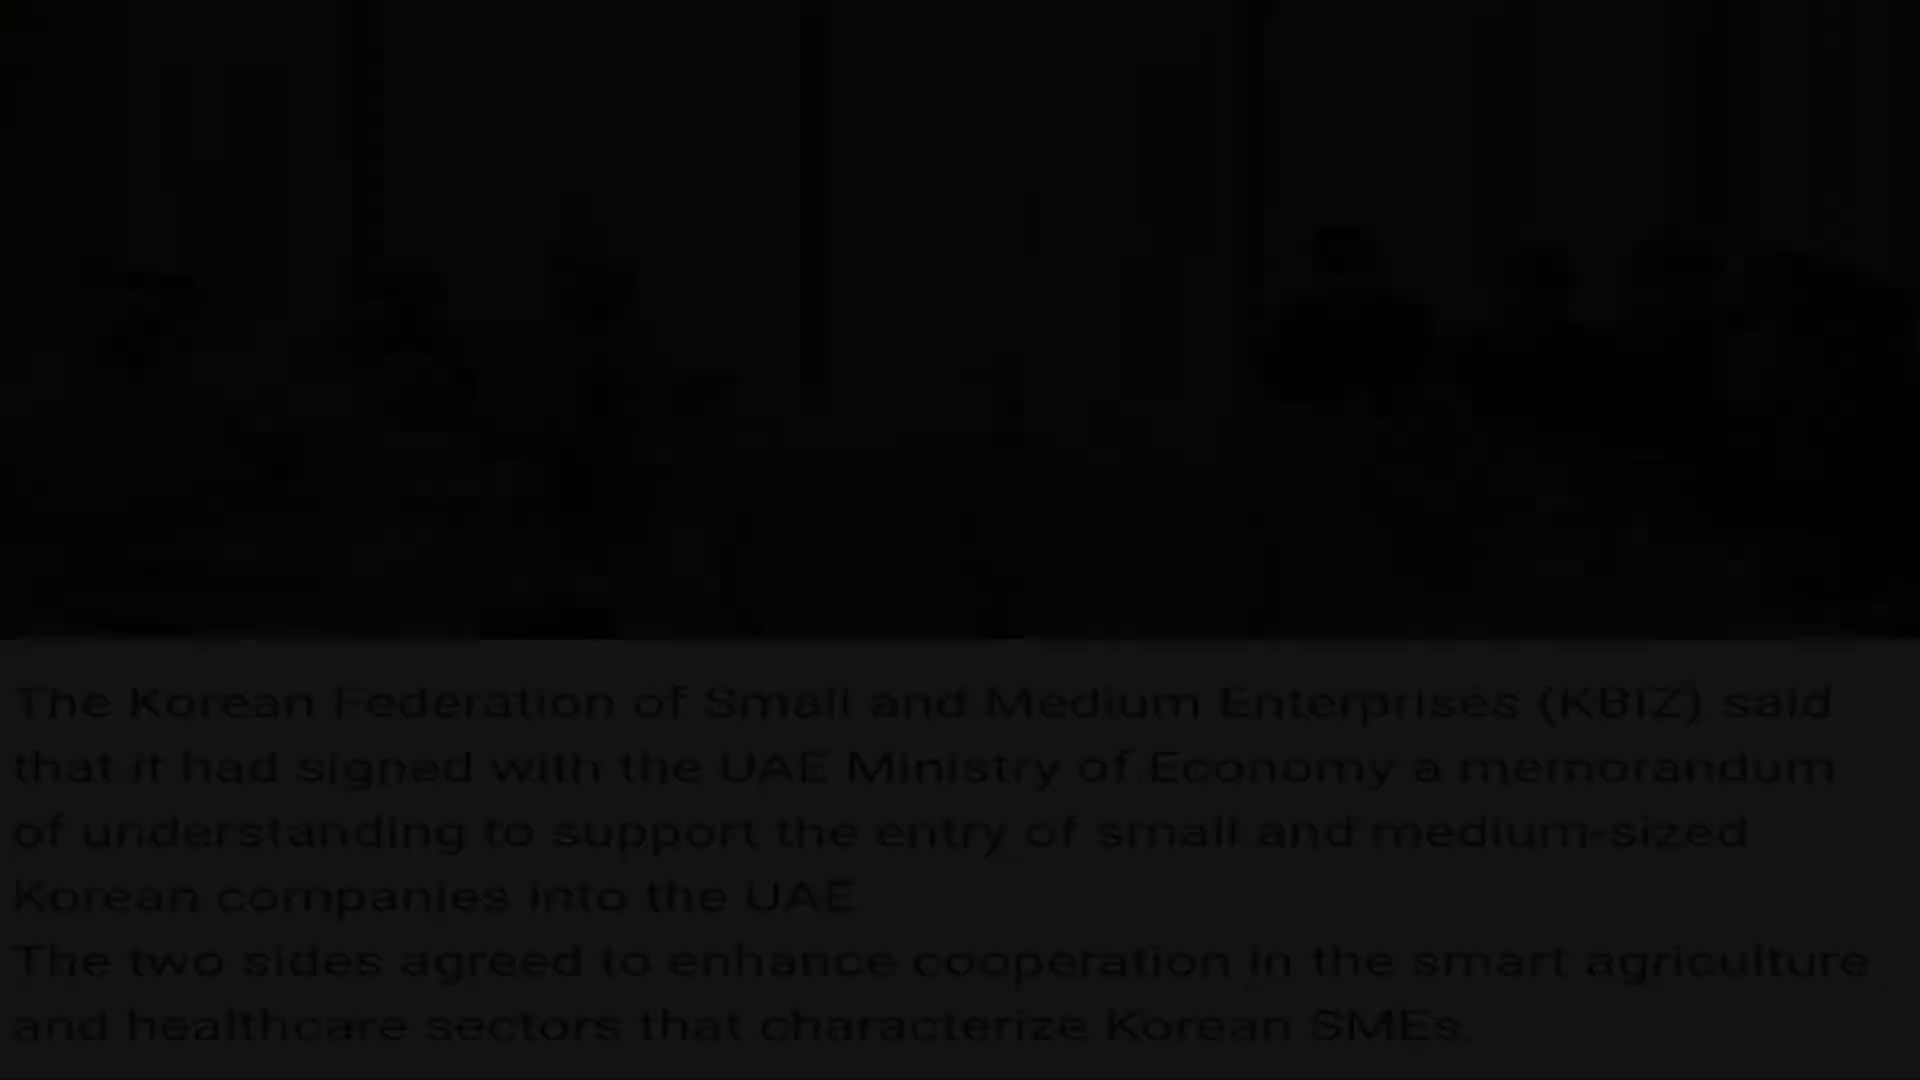 The Korean Federation of Small and Medium Enterprises (KBIZ) said
that it had signed with the UAE Ministry of Economy a memorandum
of understanding to support the entry of small and medium-sized
Korean companies into the UAE.
The two sides agreed to enhance cooperation in the smart agriculture
and healthcare sectors that characterize Korean SMEs.